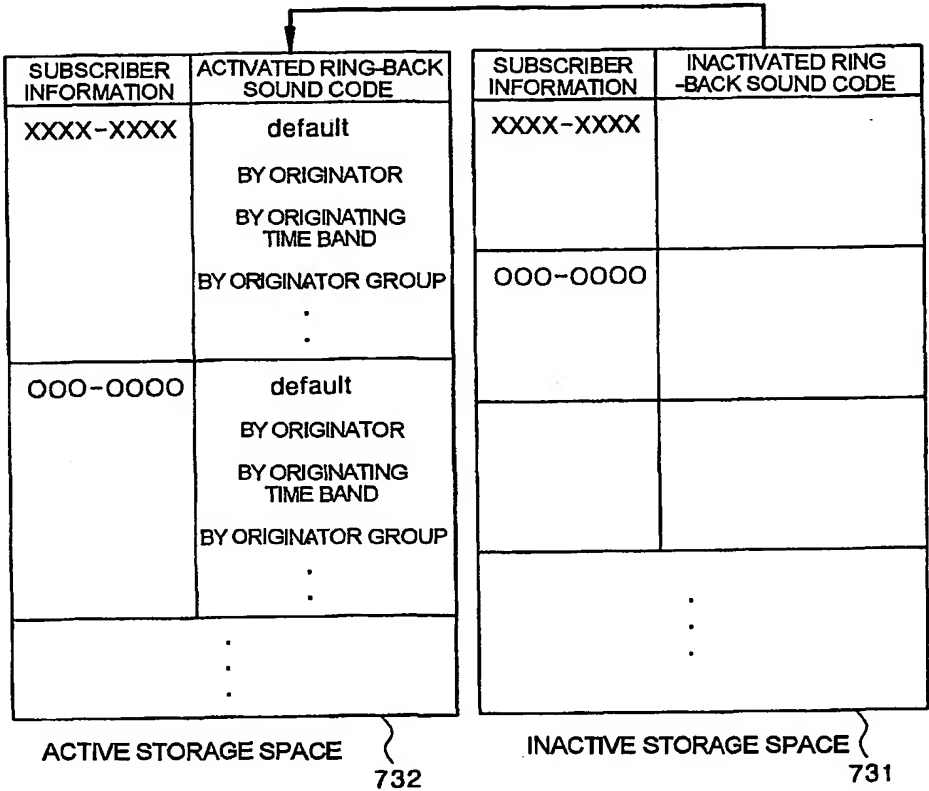 SUBSCRIBER
INFORMATION
ACTIVATED RING-BACK
SOUND CODE
XXXX-XXXX
default
BY ORIGINATOR
BY ORIGINATING
TIME BAND
BY ORIGINATOR GROUP
OOO-OOOO
default
BY ORIGINATOR
BY ORIGINATING
TIME BAND
BY ORIGINATOR GROUP
ACTIVE STORAGE SPACE
732
SUBSCRIBER
INFORMATION
INACTIVATED RING
-BACK SOUND CODE
XXXX-XXXX
OOO-OOOO
INACTIVE STORAGE SPACE
731